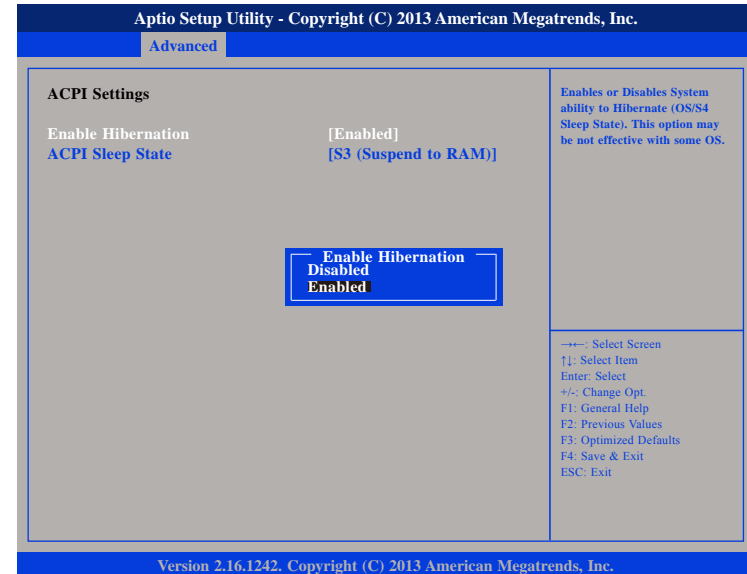 Aptio Setup Utility - Copyright (C) 2013 American Megatrends, Inc.
Advanced
ACPI Settings
Enable Hibernation [Enabled]
ACPI Sleep State [S3 (Suspend to RAM)]
Enable Hibernation
Disabled
Enabled
Enables or Disables System
ability to Hibernate (OS/S4
Sleep State). This option may
be not effective with some OS.
→←: Select Screen
↑↓: Select Item
Enter: Select
+/-: Change Opt.
F1: General Help
F2: Previous Values
F3: Optimized Defaults
F4: Save & Exit
ESC: Exit
Version 2.16.1242. Copyright (C) 2013 American Megatrends, Inc.